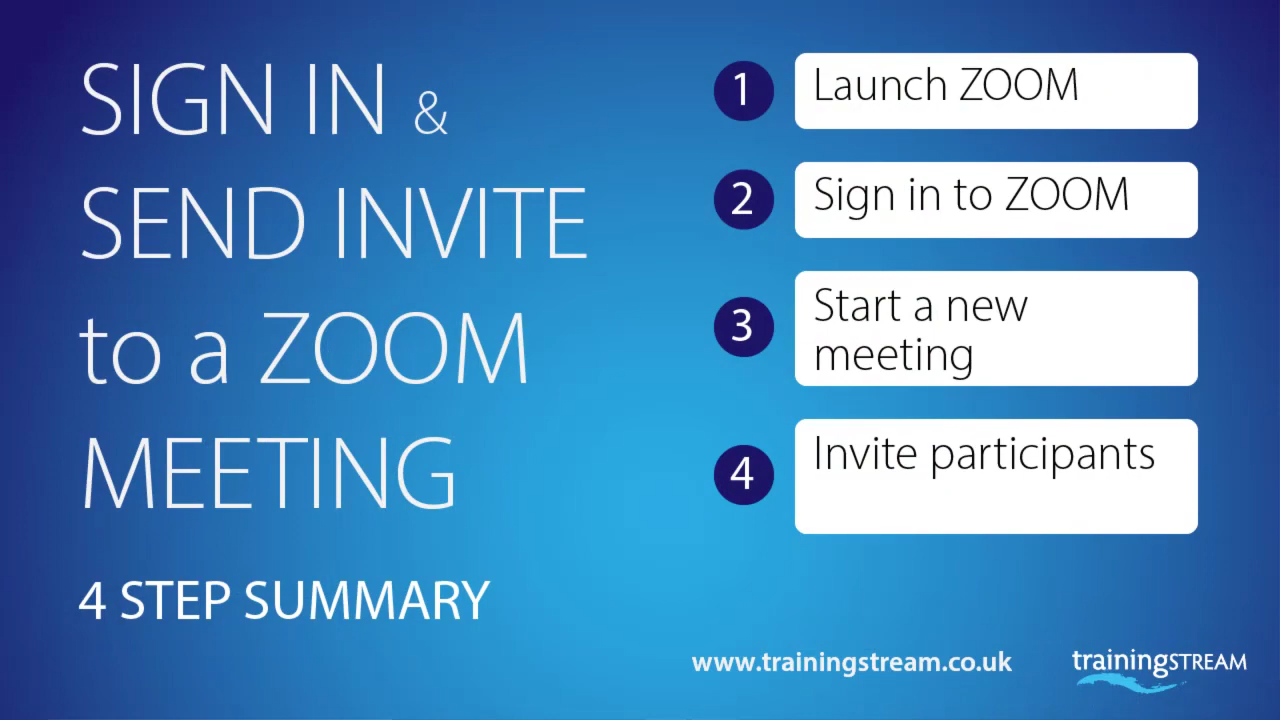 SIGN IN &
SEND INVITE
to a ZOOM
MEETING
4 STEP SUMMARY
1 Launch ZOOM
2 Sign in to ZOOM
3 Start a new
meeting
4 Invite participants
www.trainingstream.co.uk
trainingSTREAM